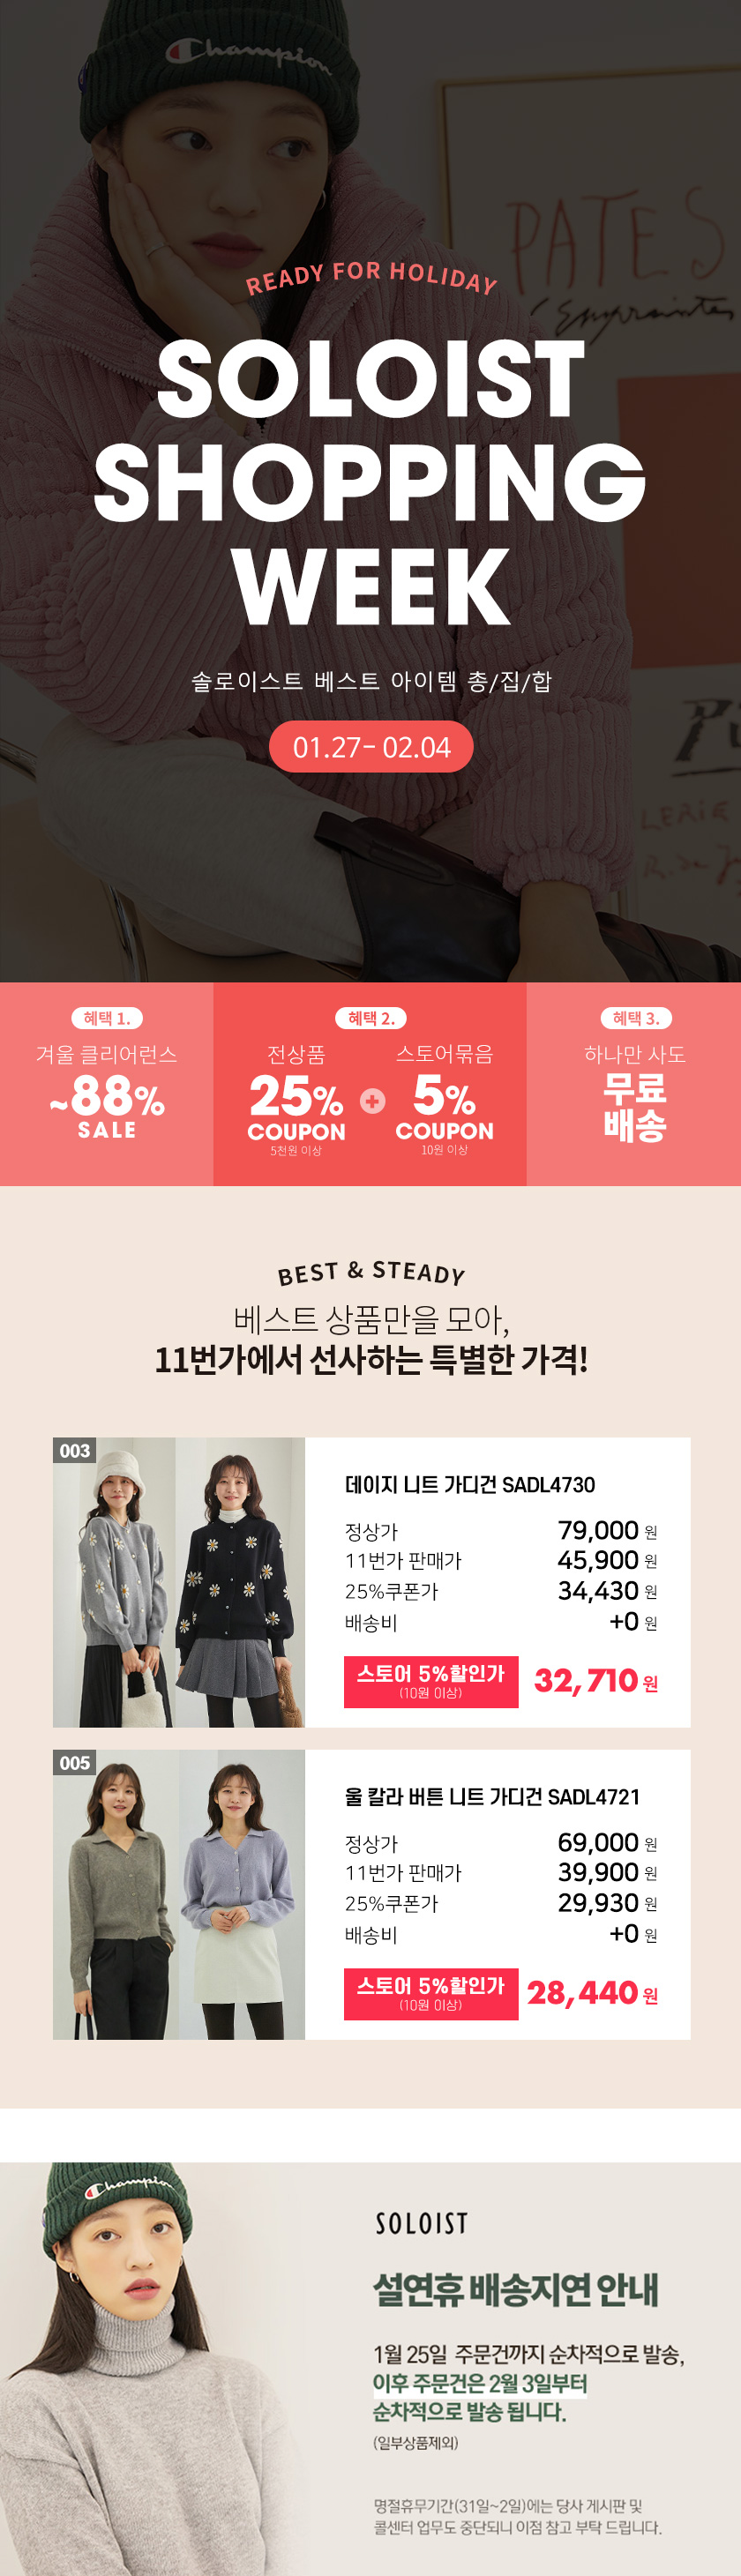 Champion
PATES
READY FOR HOLIDAY
SOLOIST
SHOPPING
WEEK
솔로이스트 베스트 아이템 총/집/합
01.27- 02.04
혜택 1.
겨울 클리어런스
~88%
SALE
혜택 2.
전상품
25%
COUPON
5천원 이상
+
스토어묶음
5%
COUPON
10원 이상
혜택 3.
하나만 사도
무료
배송
BEST & STEADY
베스트 상품만을 모아,
11번가에서 선사하는 특별한 가격!
003
데이지 니트 가디건 SADL4730
정상가 79,000 원
11번가 판매가 45,900 원
25%쿠폰가 34,430 원
배송비 +0 원
스토어 5%할인가 32,710 원
(10원 이상)
005
울 칼라 버튼 니트 가디건 SADL4721
정상가 69,000 원
11번가 판매가 39,900 원
25%쿠폰가 29,930 원
배송비 +0 원
스토어 5%할인가 28,440 원
(10원 이상)
Champion
SOLOIST
설연휴 배송지연 안내
1월 25일 주문건까지 순차적으로 발송,
이후 주문건은 2월 3일부터
순차적으로 발송 됩니다.
(일부상품제외)
명절휴무기간(31일~2일)에는 당사 게시판 및
콜센터 업무도 중단되니 이점 참고 부탁 드립니다.